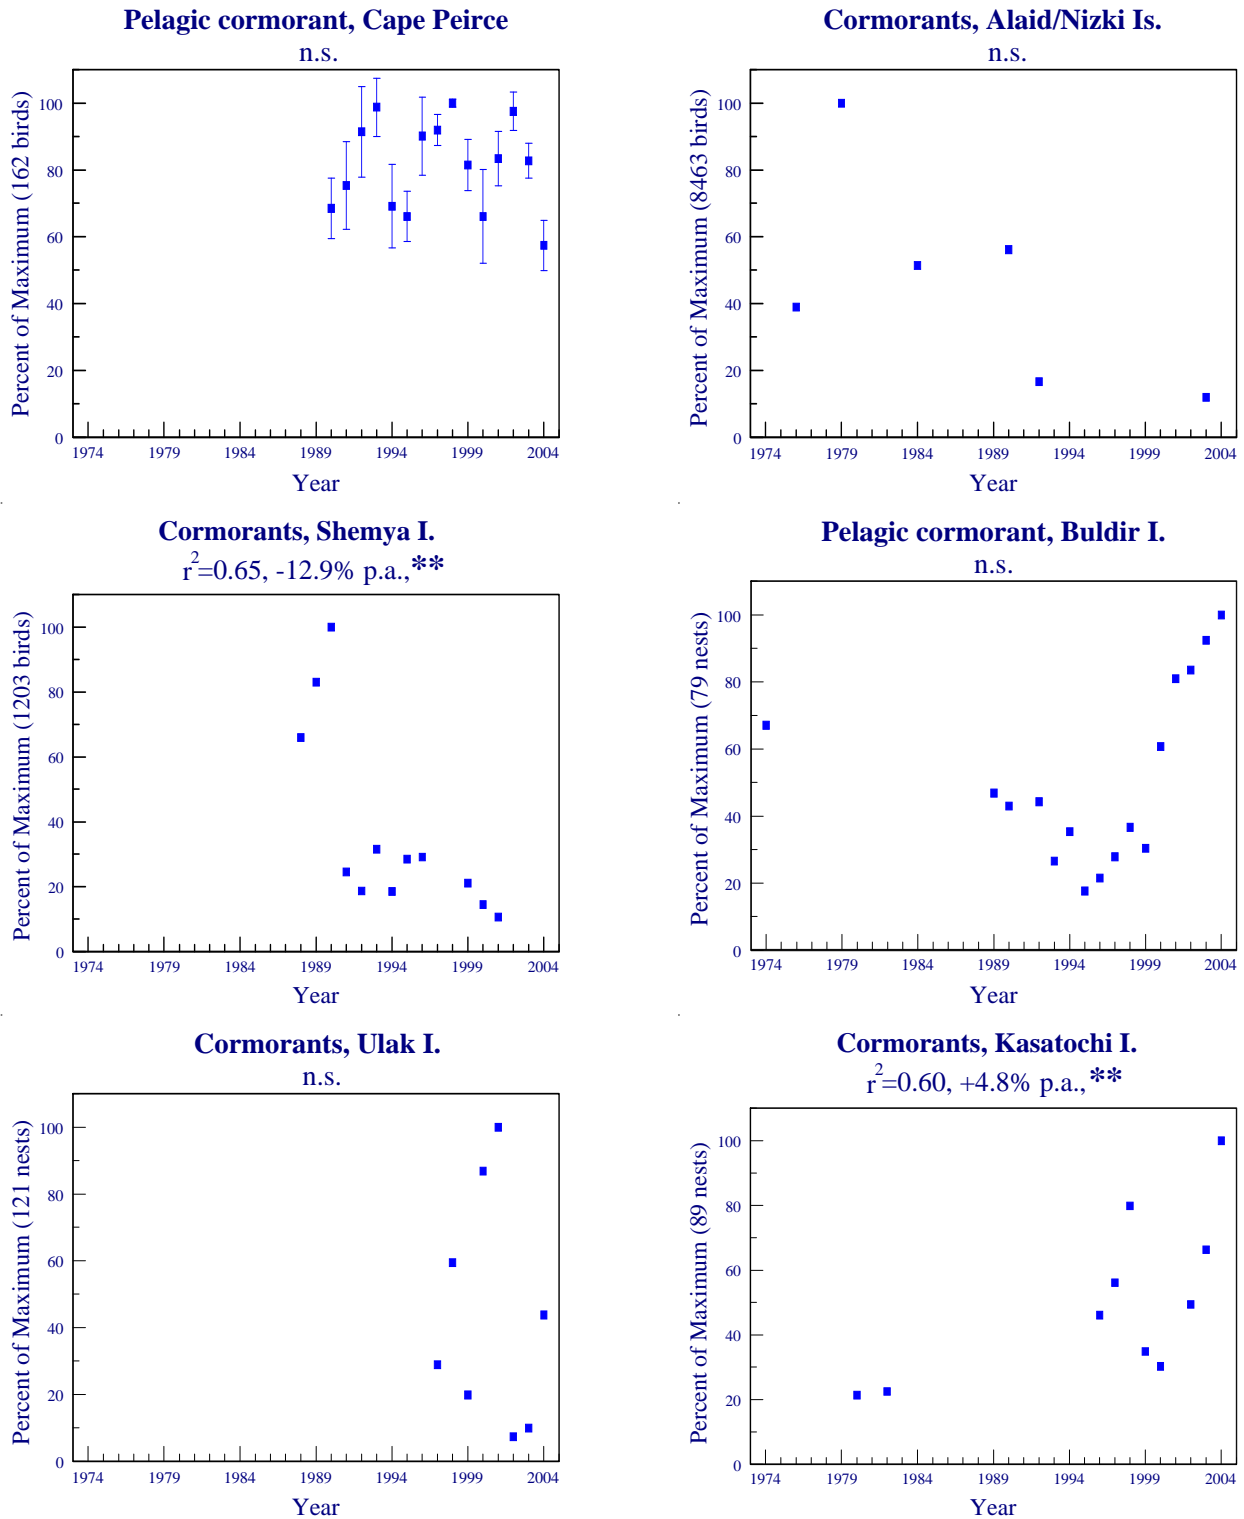 Pelagic cormorant, Cape Peirce
n.s.
Percent of Maximum (162 birds)
100
80
60
40
20
0
1974 1979 1984 1989 1994 1999 2004
Year
Cormorants, Alaid/Nizki Is.
n.s.
Percent of Maximum (8463 birds)
100
80
60
40
20
0
1974 1979 1984 1989 1994 1999 2004
Year
Cormorants, Shemya I.
r²=0.65, -12.9% p.a.,**
Percent of Maximum (1203 birds)
100
80
60
40
20
0
1974 1979 1984 1989 1994 1999 2004
Year
Pelagic cormorant, Buldir I.
n.s.
Percent of Maximum (79 nests)
100
80
60
40
20
0
1974 1979 1984 1989 1994 1999 2004
Year
Cormorants, Ulak I.
n.s.
Percent of Maximum (121 nests)
100
80
60
40
20
0
1974 1979 1984 1989 1994 1999 2004
Year
Cormorants, Kasatochi I.
r²=0.60, +4.8% p.a.,**
Percent of Maximum (89 nests)
100
80
60
40
20
0
1974 1979 1984 1989 1994 1999 2004
Year